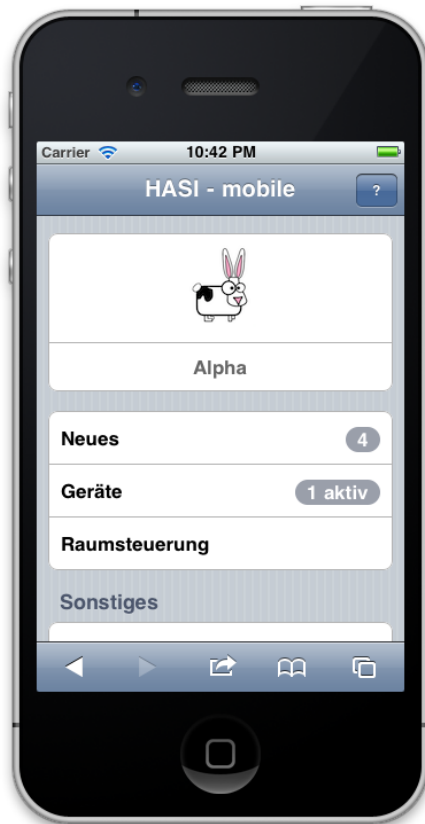 Carrier 10:42 PM
HASI - mobile ?
Alpha
Neues 4
Geräte 1 aktiv
Raumsteuerung
Sonstiges